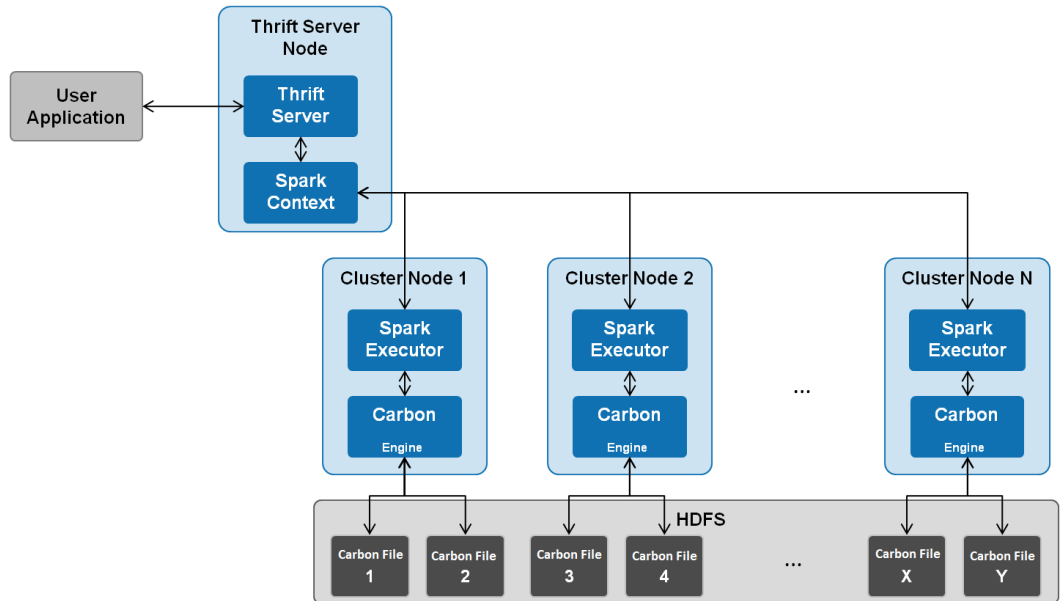 Thrift Server
Node
User
Application
Thrift
Server
Spark
Context
Cluster Node 1
Cluster Node 2
Cluster Node N
Spark
Executor
Spark
Executor
Spark
Executor
...
Carbon
Engine
Carbon
Engine
Carbon
Engine
HDFS
Carbon File
1
Carbon File
2
Carbon File
3
Carbon File
4
...
Carbon File
X
Carbon File
Y